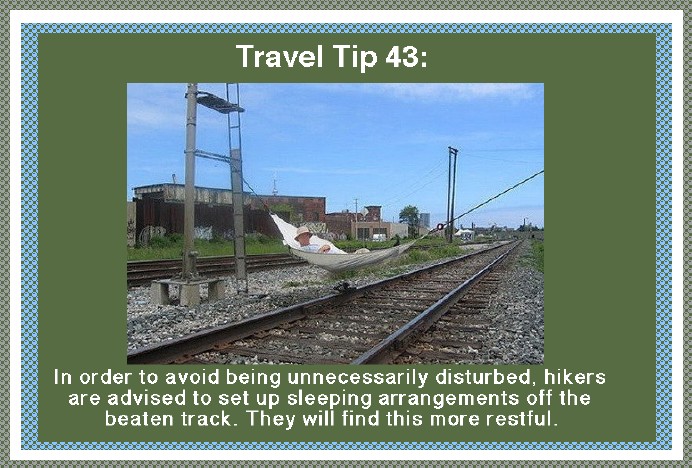 Travel Tip 43:
In order to avoid being unnecessarily disturbed, hikers
are advised to set up sleeping arrangements off the
beaten track. They will find this more restful.